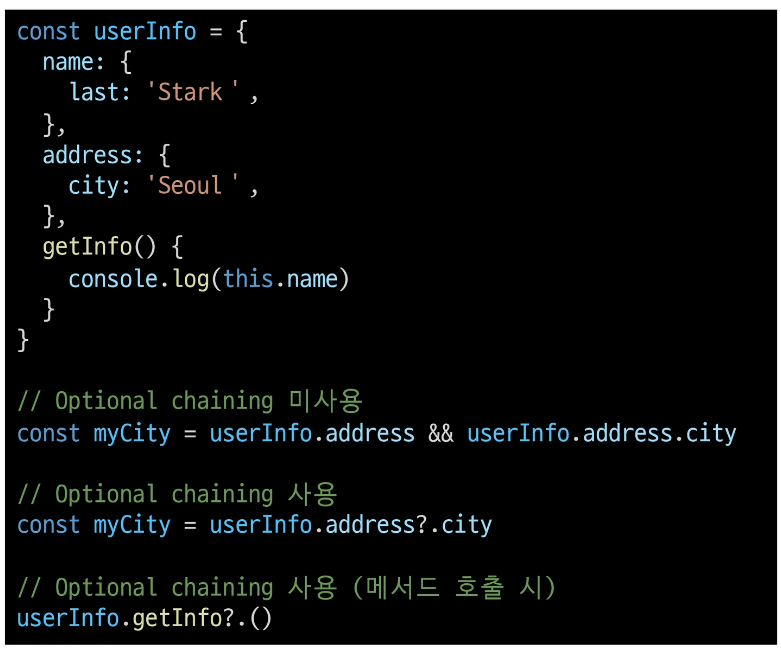 const userInfo = {
  name: {
    last: 'Stark',
  },
  address: {
    city: 'Seoul',
  },
  getInfo() {
    console.log(this.name)
  }
}
// Optional chaining 미사용
const myCity = userInfo.address && userInfo.address.city
// Optional chaining 사용
const myCity = userInfo.address?.city
// Optional chaining 사용 (메서드 호출 시)
userInfo.getInfo?.()